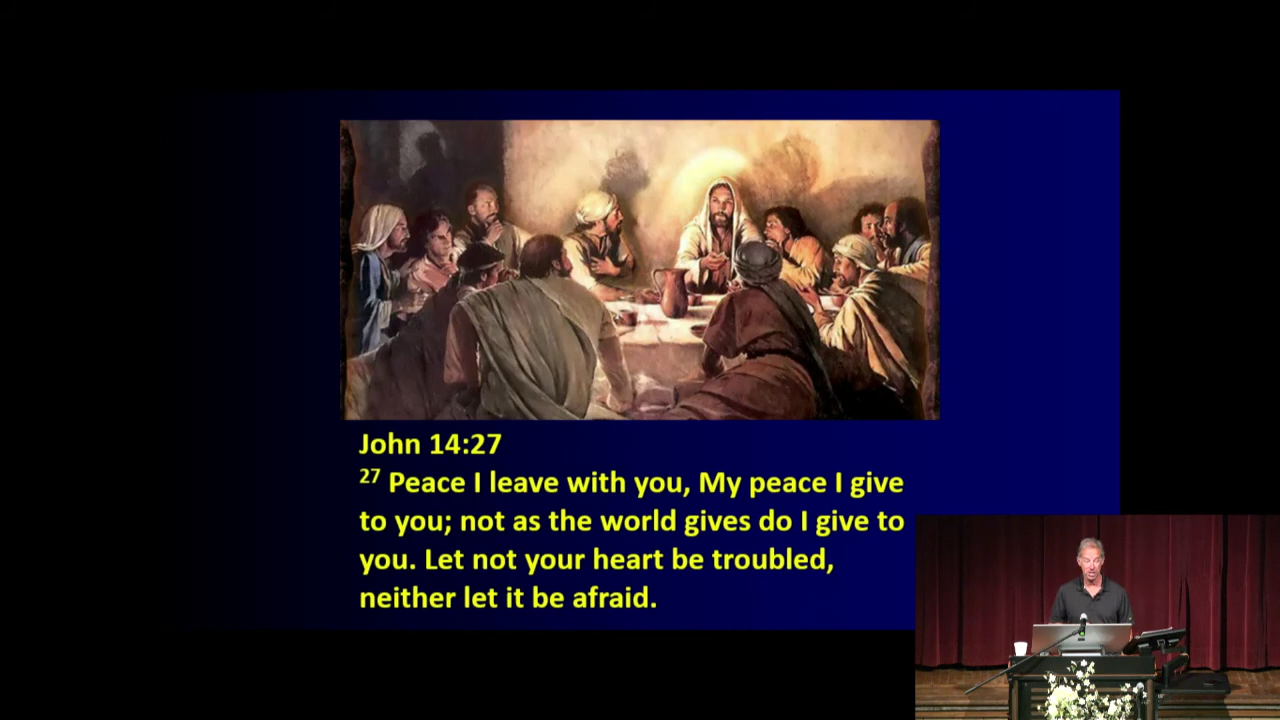 John 14:27
27 Peace I leave with you, My peace I give
to you; not as the world gives do I give to
you. Let not your heart be troubled,
neither let it be afraid.